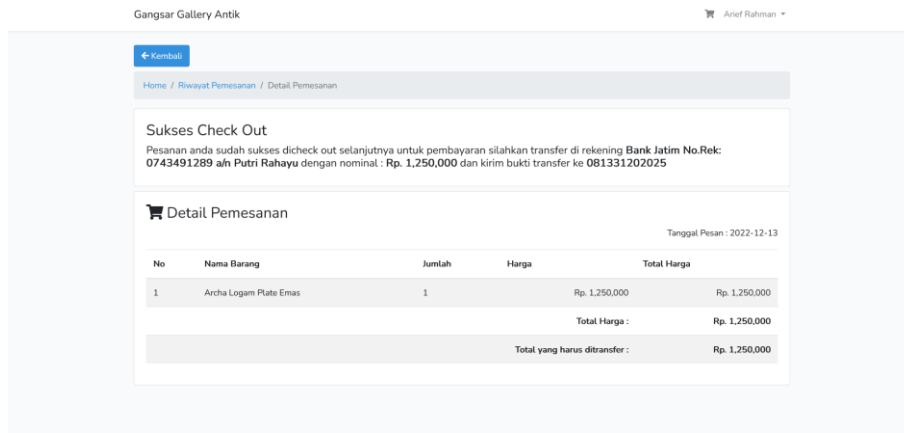 Gangsar Gallery Antik
Arief Rahman
Kembali
Home / Riwayat Pemesanan / Detail Pemesanan
Sukses Check Out
Pesanan anda sudah sukses dicheck out selanjutnya untuk pembayaran silahkan transfer di rekening Bank Jatim No.Rek:
0743491289 a/n Putri Rahayu dengan nominal : Rp. 1,250,000 dan kirim bukti transfer ke 081331202025
Detail Pemesanan
Tanggal Pesan : 2022-12-13
No Nama Barang Jumlah Harga Total Harga
1 Archa Logam Plate Emas 1 Rp. 1,250,000 Rp. 1,250,000
Total Harga : Rp. 1,250,000
Total yang harus ditransfer : Rp. 1,250,000